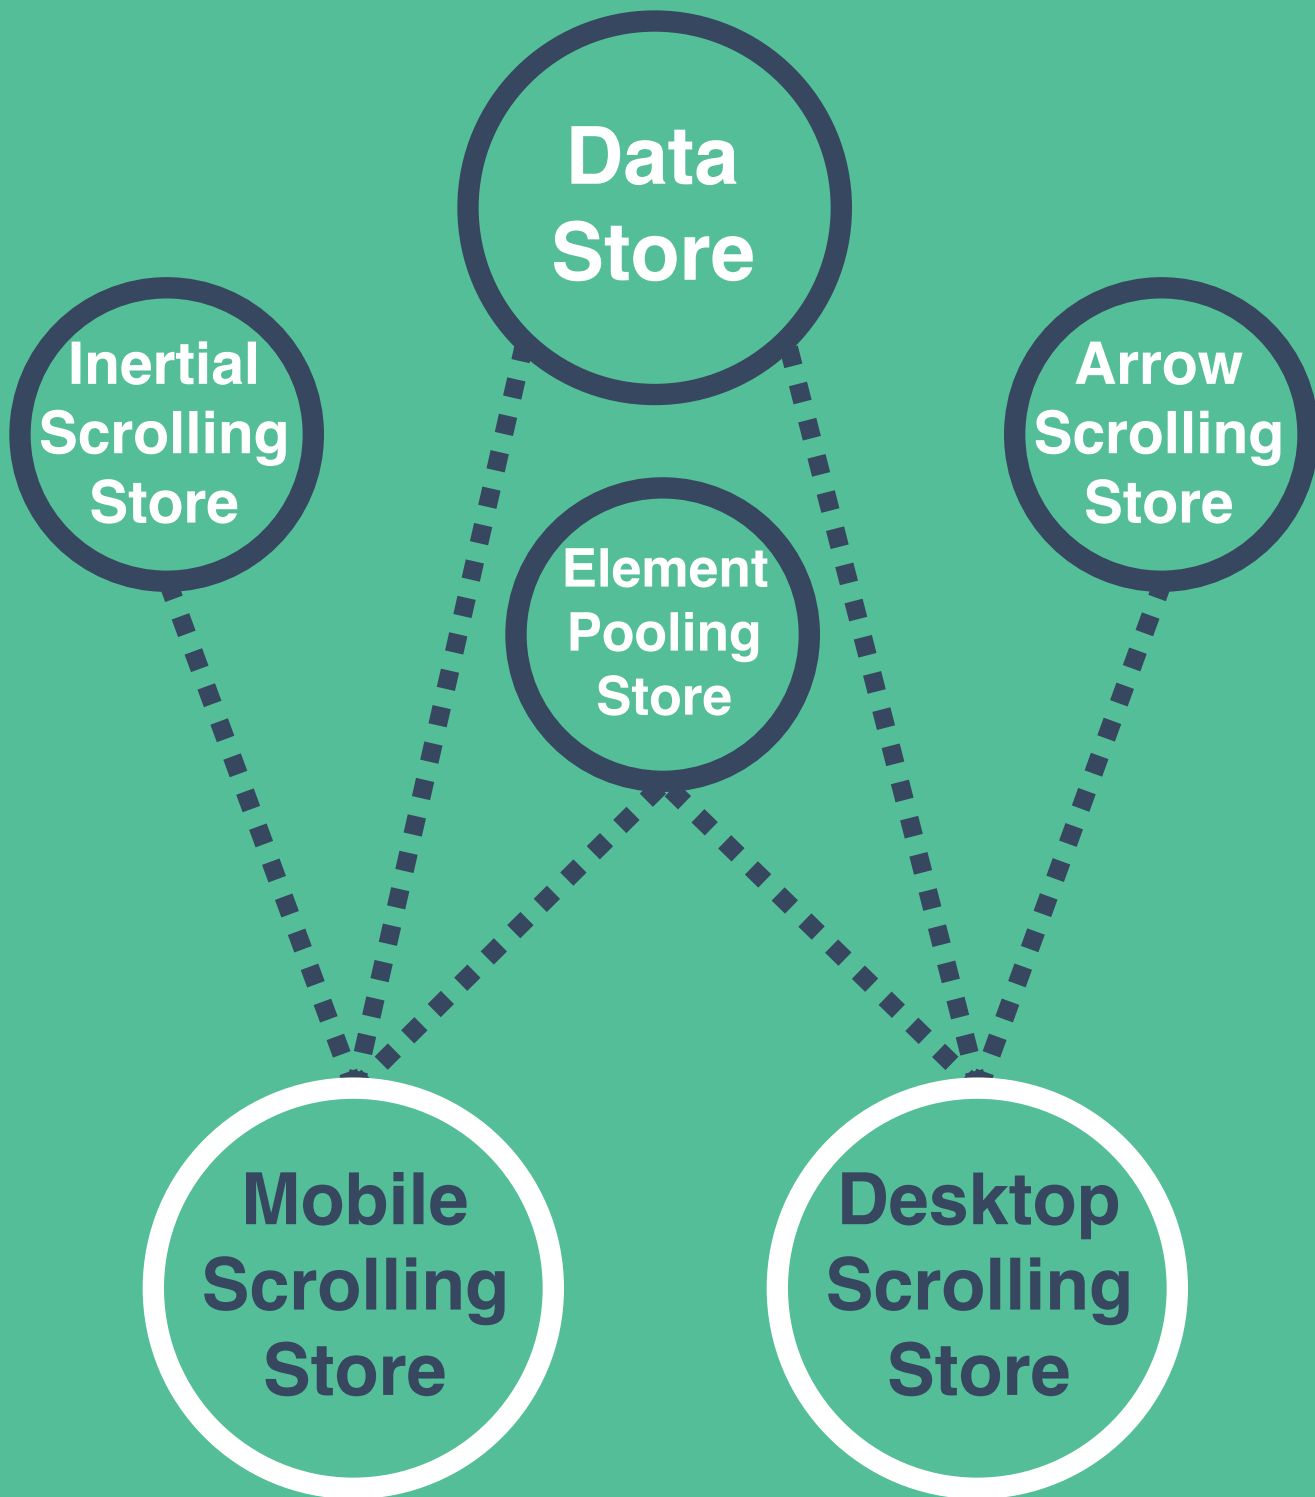 Data
Store
Inertial
Scrolling
Store
Arrow
Scrolling
Store
Element
Pooling
Store
Mobile
Scrolling
Store
Desktop
Scrolling
Store